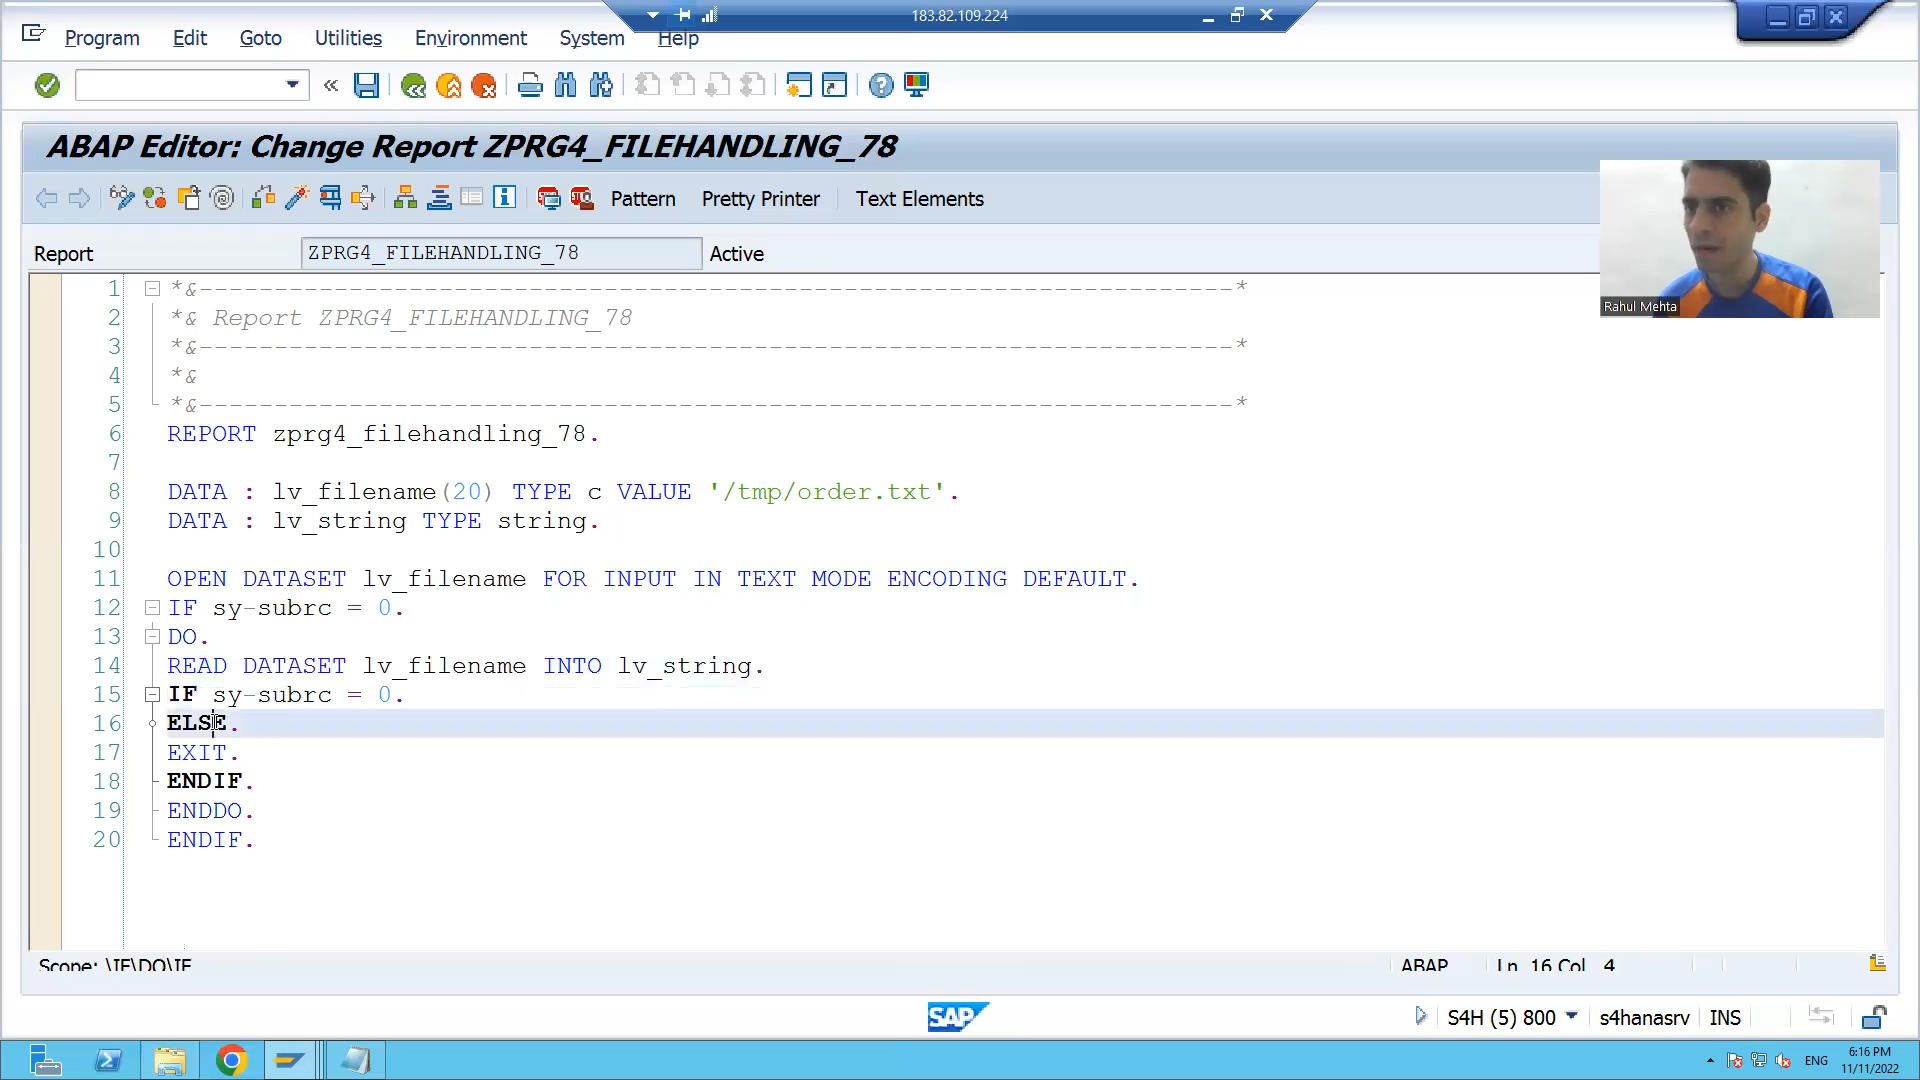 183.82.109.224
Program Edit Goto Utilities Environment System Help
ABAP Editor: Change Report ZPRG4_FILEHANDLING_78
Pattern Pretty Printer Text Elements
Report ZPRG4_FILEHANDLING_78 Active
Rahul Mehta
1 *&---------------------------------------------------------------------*
2 *& Report ZPRG4_FILEHANDLING_78
3 *&---------------------------------------------------------------------*
4 *&
5 *&---------------------------------------------------------------------*
6 REPORT zprg4_filehandling_78.
7
8 DATA : lv_filename(20) TYPE c VALUE '/tmp/order.txt'.
9 DATA : lv_string TYPE string.
10
11 OPEN DATASET lv_filename FOR INPUT IN TEXT MODE ENCODING DEFAULT.
12 IF sy-subrc = 0.
13 DO.
14 READ DATASET lv_filename INTO lv_string.
15 IF sy-subrc = 0.
16 ELSE.
17 EXIT.
18 ENDIF.
19 ENDDO.
20 ENDIF.
Scope: \IF\DO\IF ABAP Ln 16 Col 4
SAP S4H (5) 800 s4hanasrv INS
ENG 6:16 PM
11/11/2022